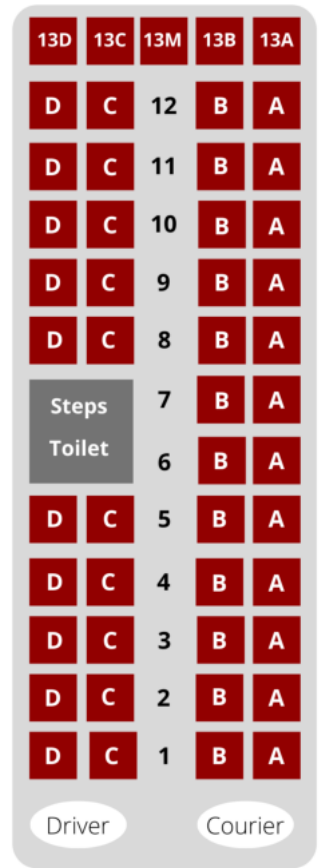 13D 13C 13M 13B 13A
D C 12 B A
D C 11 B A
D C 10 B A
D C 9 B A
D C 8 B A
Steps 7 B A
Toilet
6 B A
D C 5 B A
D C 4 B A
D C 3 B A
D C 2 B A
D C 1 B A
Driver Courier